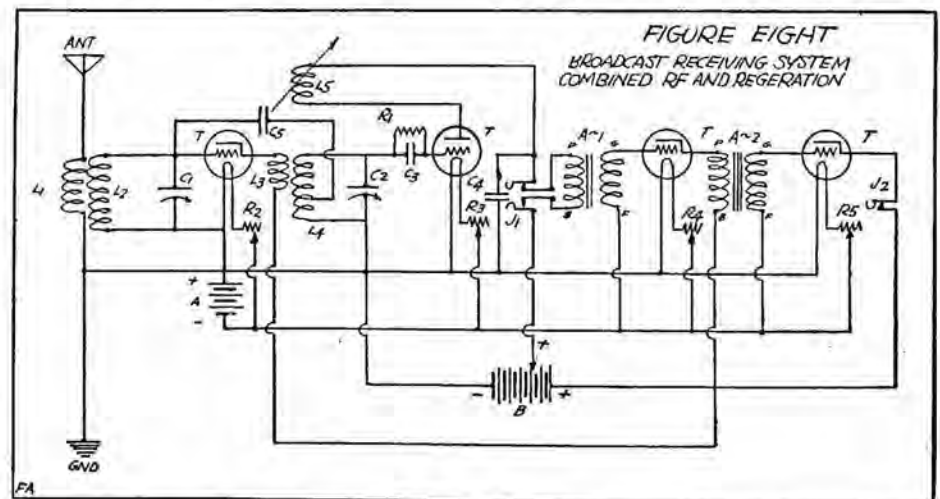 FIGURE EIGHT
BROADCAST RECEIVING SYSTEM
COMBINED RF AND REGERATION
ANT
L1
L2
C1
T
R2
L3
C5
L5
L4
C2
R1
C3
T
R3
C4
J1
A~1
P
B
G
F
T
R4
A~2
P
B
G
F
T
R5
J2
+
A
-
+
-
B
+
GND
FA